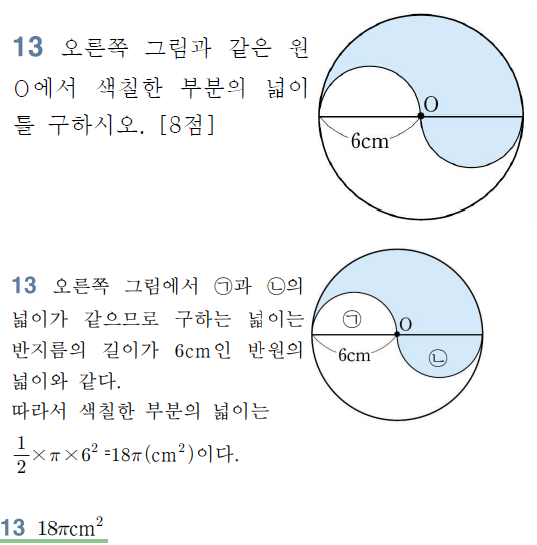 13 오른쪽 그림과 같은 원
O에서 색칠한 부분의 넓이
를 구하시오. [8점]
O
6cm
13 오른쪽 그림에서 ㉠과 ㉡의
넓이가 같으므로 구하는 넓이는
반지름의 길이가 6cm인 반원의
넓이와 같다.
따라서 색칠한 부분의 넓이는
1/2×π×6²=18π(cm²)이다.
㉠
O
6cm
㉡
13 18πcm²